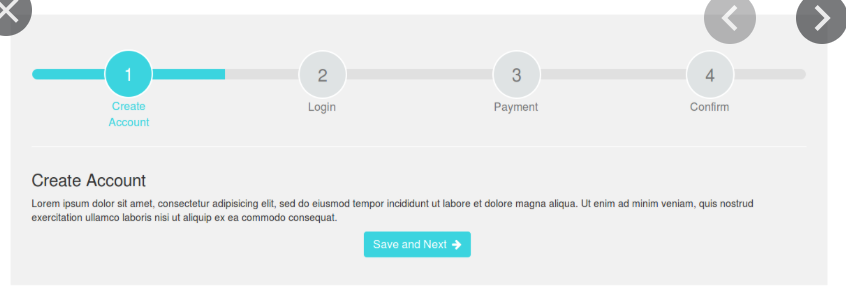 1 2 3 4
Create Account Login Payment Confirm
Create Account
Lorem ipsum dolor sit amet, consectetur adipisicing elit, sed do eiusmod tempor incididunt ut labore et dolore magna aliqua. Ut enim ad minim veniam, quis nostrud
exercitation ullamco laboris nisi ut aliquip ex ea commodo consequat.
Save and Next